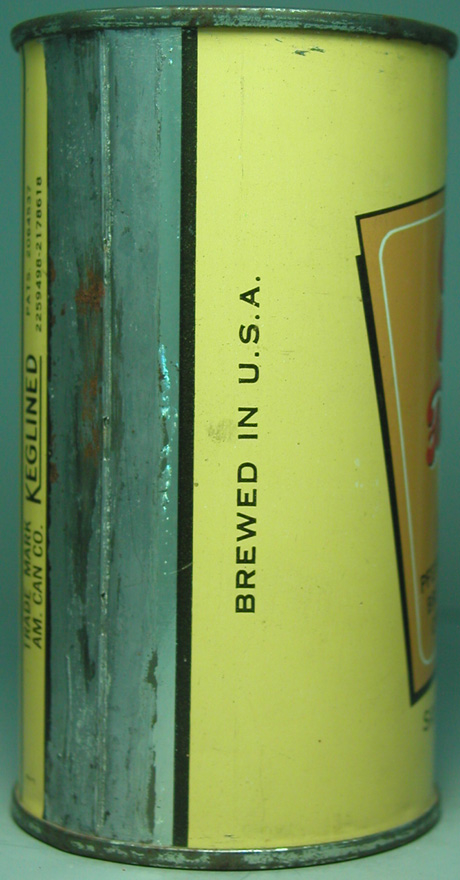 TRADE MARK
AM. CAN CO.
KEGLINED
PATS. 2064537
2259498-2178618
BREWED IN U.S.A.